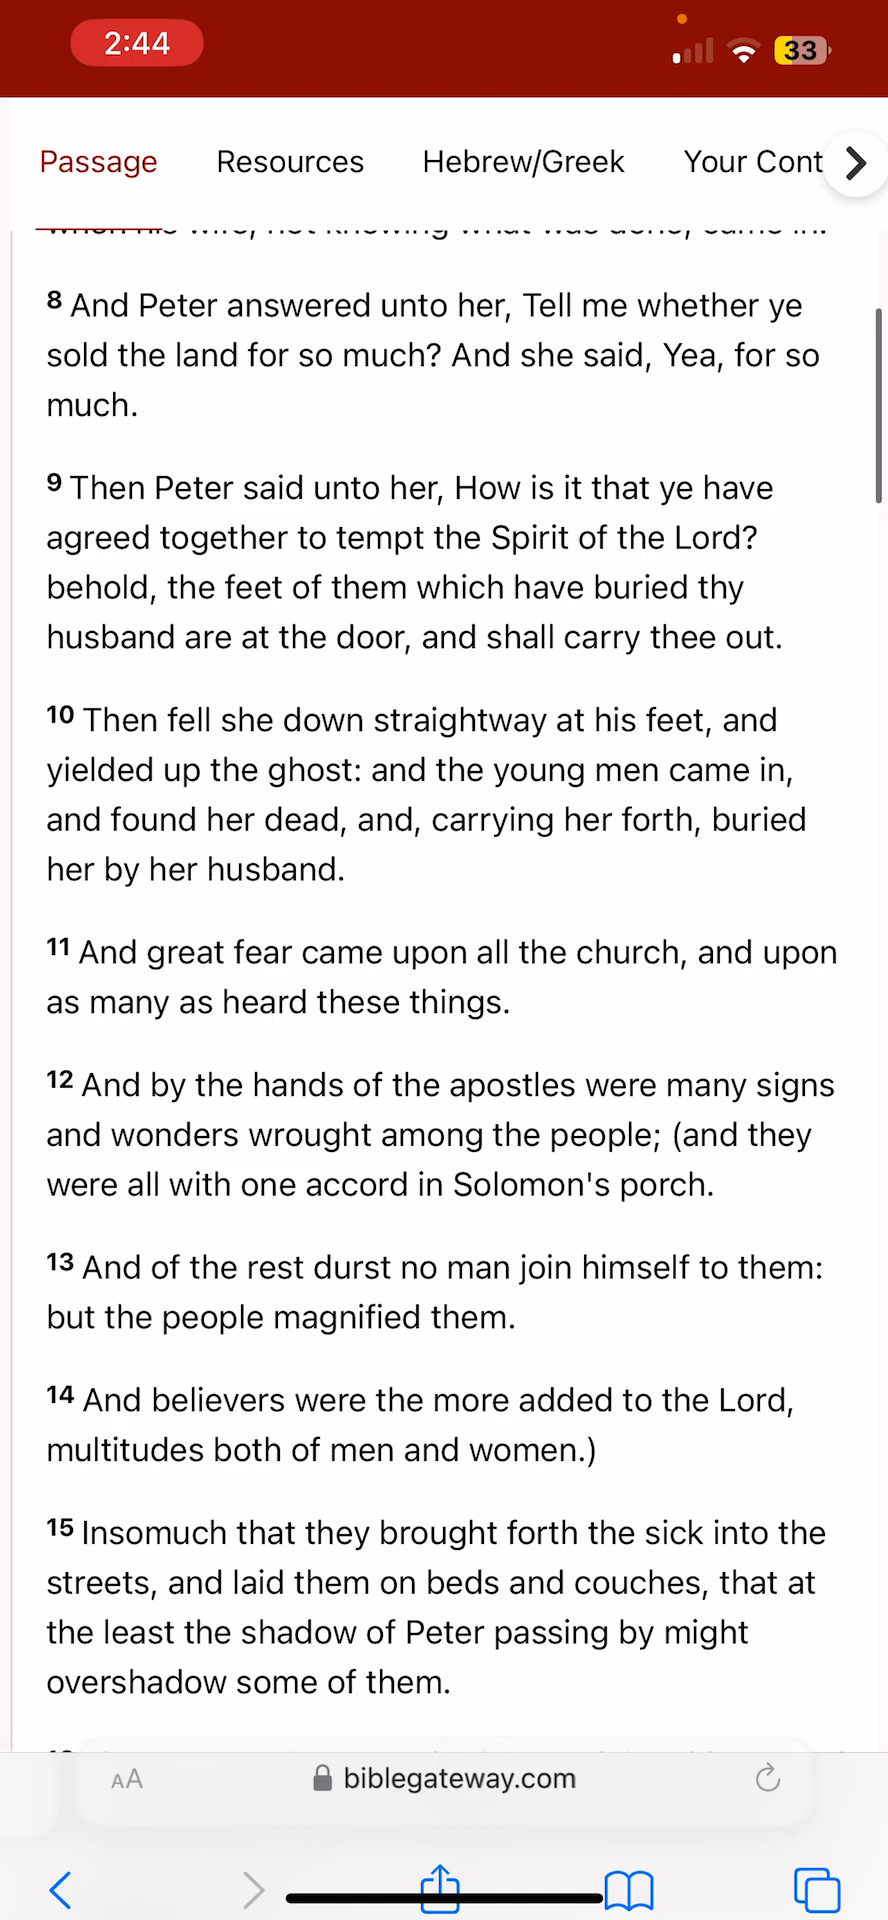 2:44
33
Passage Resources Hebrew/Greek Your Cont
when his wife, not knowing what was done, came in.
8 And Peter answered unto her, Tell me whether ye
sold the land for so much? And she said, Yea, for so
much.
9 Then Peter said unto her, How is it that ye have
agreed together to tempt the Spirit of the Lord?
behold, the feet of them which have buried thy
husband are at the door, and shall carry thee out.
10 Then fell she down straightway at his feet, and
yielded up the ghost: and the young men came in,
and found her dead, and, carrying her forth, buried
her by her husband.
11 And great fear came upon all the church, and upon
as many as heard these things.
12 And by the hands of the apostles were many signs
and wonders wrought among the people; (and they
were all with one accord in Solomon's porch.
13 And of the rest durst no man join himself to them:
but the people magnified them.
14 And believers were the more added to the Lord,
multitudes both of men and women.)
15 Insomuch that they brought forth the sick into the
streets, and laid them on beds and couches, that at
the least the shadow of Peter passing by might
overshadow some of them.
AA biblegateway.com